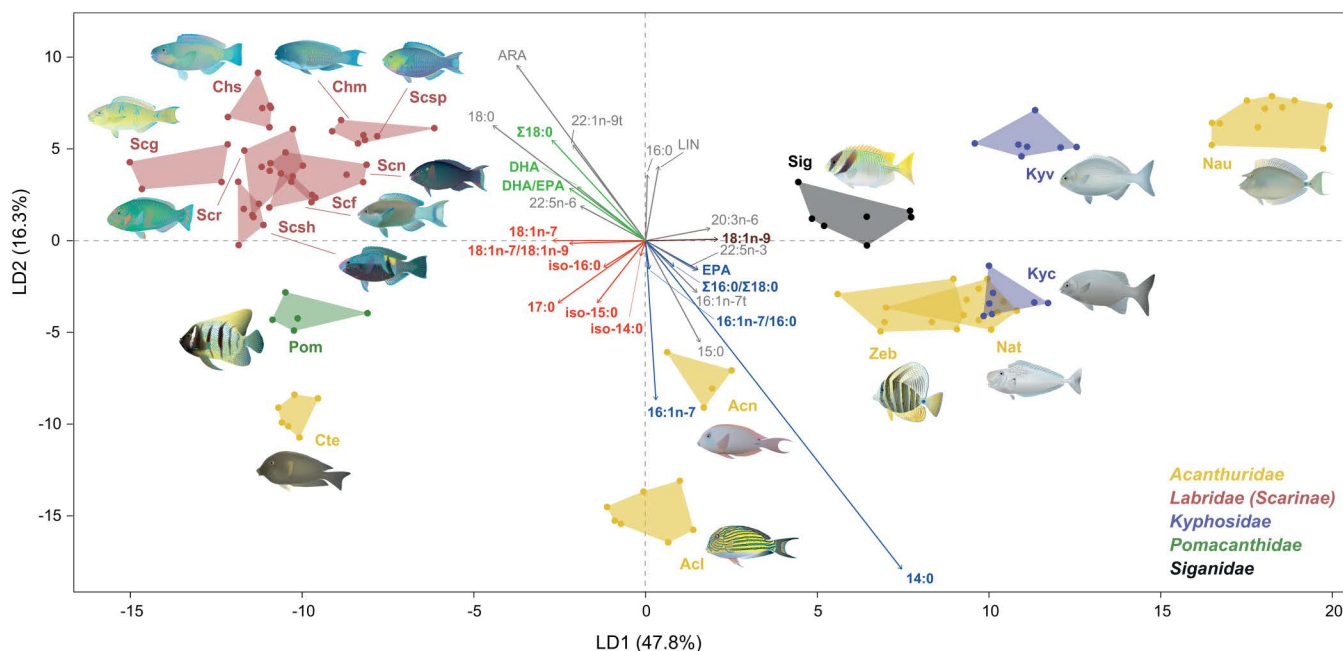 10
5
0
-5
-10
-15
LD2 (16.3%)
-15
-10
-5
0
5
10
15
20
LD1 (47.8%)
Chs
Chm
Scsp
Scg
Scn
Scr
Scf
Scsh
Pom
Cte
Acn
Acl
Sig
Kyv
Nau
Kyc
Zeb
Nat
ARA
18:0
22:1n-9t
Σ18:0
16:0
LIN
DHA
DHA/EPA
22:5n-6
20:3n-6
18:1n-7
18:1n-9
18:1n-7/18:1n-9
22:5n-3
iso-16:0
EPA
Σ16:0/Σ18:0
17:0
iso-15:0
16:1n-7t
iso-14:0
16:1n-7/16:0
15:0
16:1n-7
14:0
Acanthuridae
Labridae (Scarinae)
Kyphosidae
Pomacanthidae
Siganidae